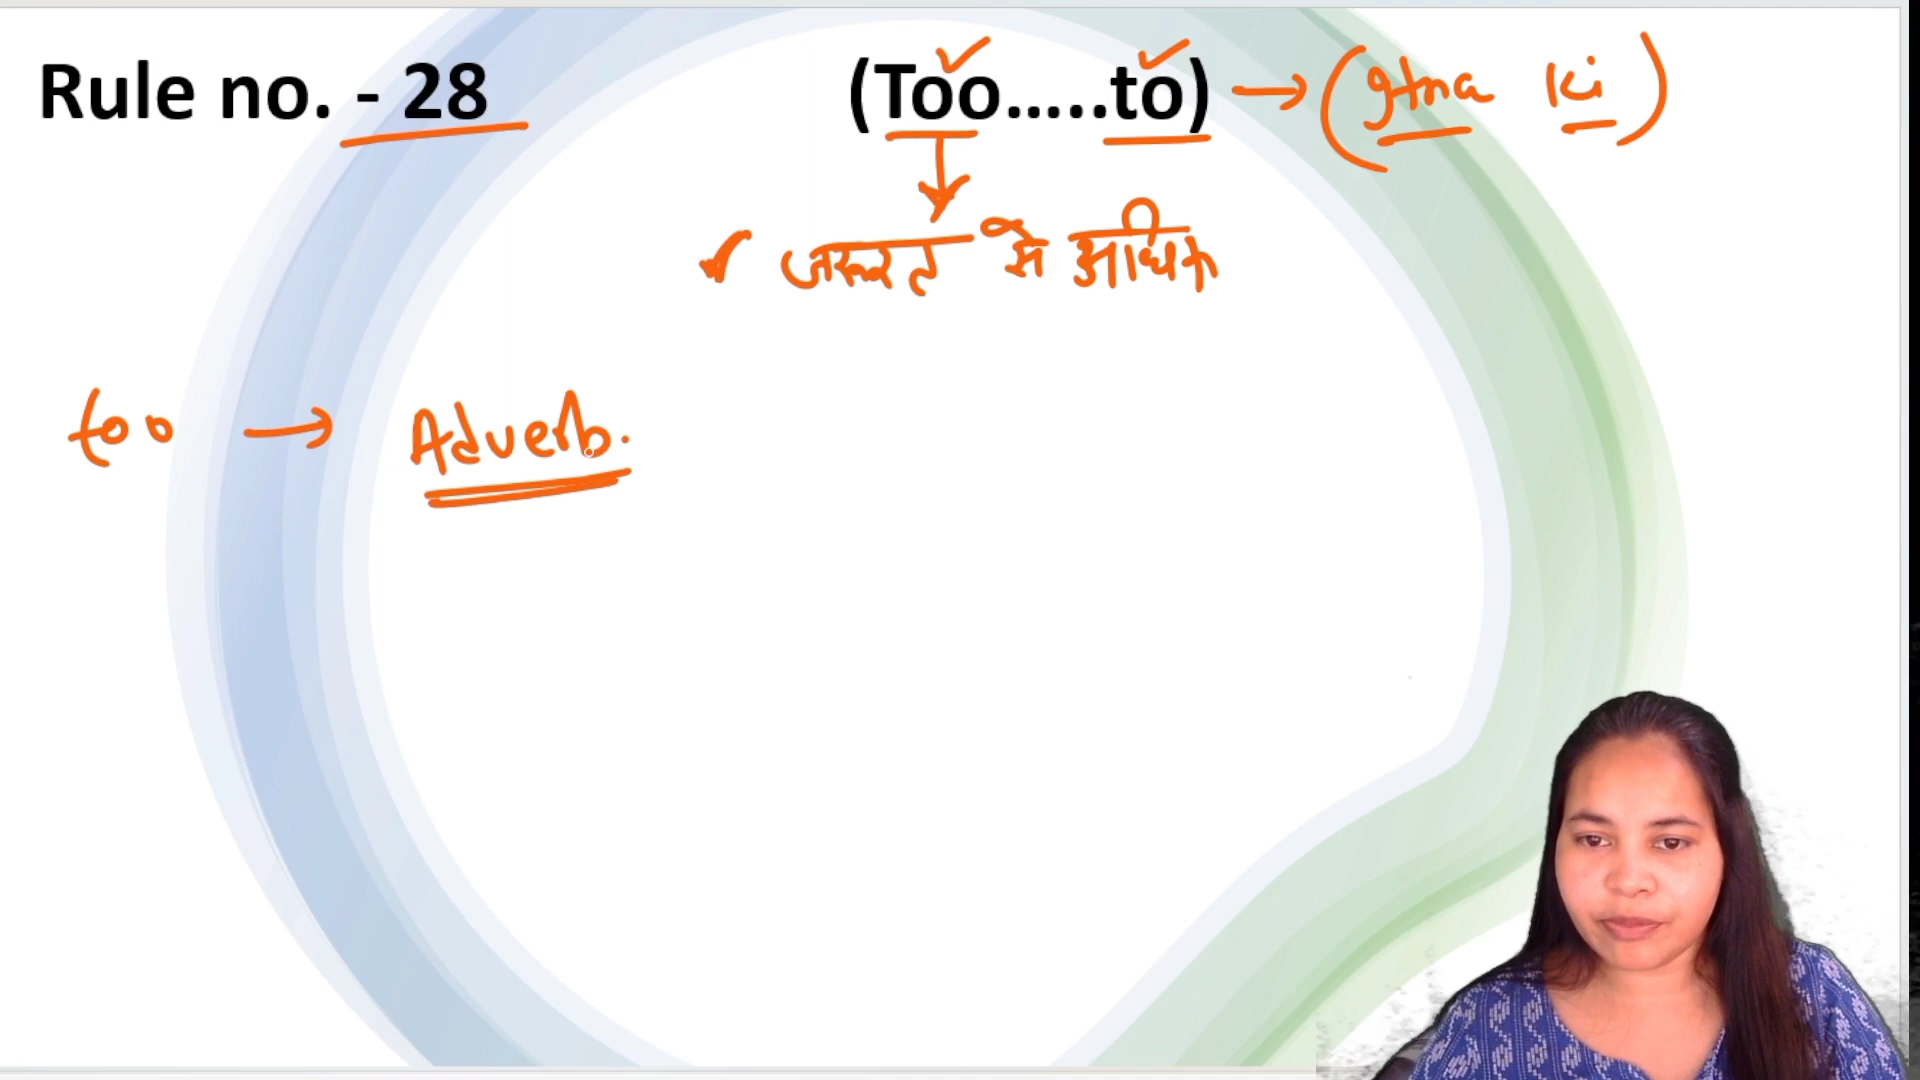 Rule no. - 28 (Too.....to) → (itna ki)
जरूरत से अधिक
too → Adverb.